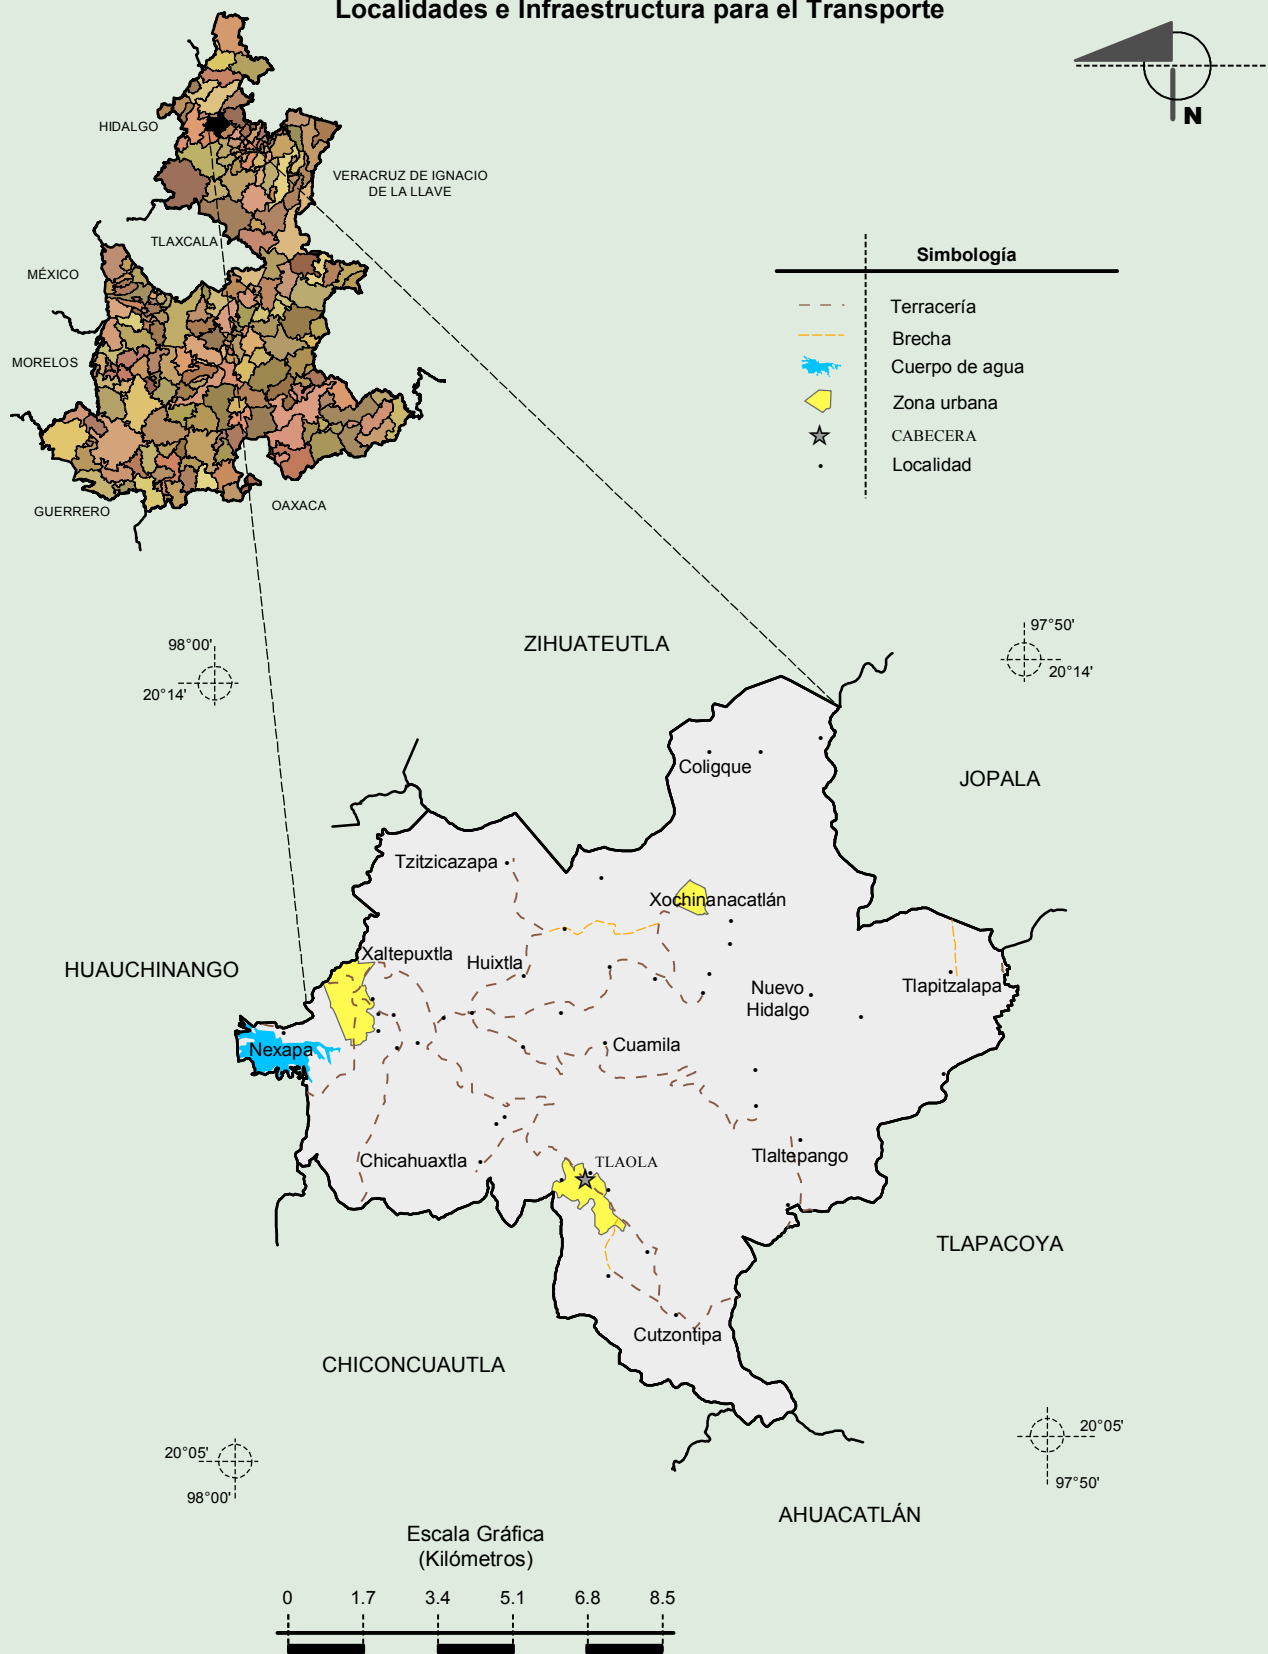 Localidades e Infraestructura para el Transporte
N
HIDALGO
VERACRUZ DE IGNACIO
DE LA LLAVE
TLAXCALA
MÉXICO
MORELOS
GUERRERO
OAXACA
Simbología
Terracería
Brecha
Cuerpo de agua
Zona urbana
CABECERA
Localidad
98°00'
20°14'
ZIHUATEUTLA
97°50'
20°14'
JOPALA
Coligque
Tzitzicazapa
Xochinanacatlán
HUAUCHINANGO
Xaltepuxtla
Huixtla
Nuevo
Hidalgo
Tlapitzalapa
Nexapa
Cuamila
Chicahuaxtla
TLAOLA
Tlaltepango
TLAPACOYA
Cutzontipa
CHICONCUAUTLA
20°05'
98°00'
20°05'
97°50'
AHUACATLÁN
Escala Gráfica
(Kilómetros)
0 1.7 3.4 5.1 6.8 8.5